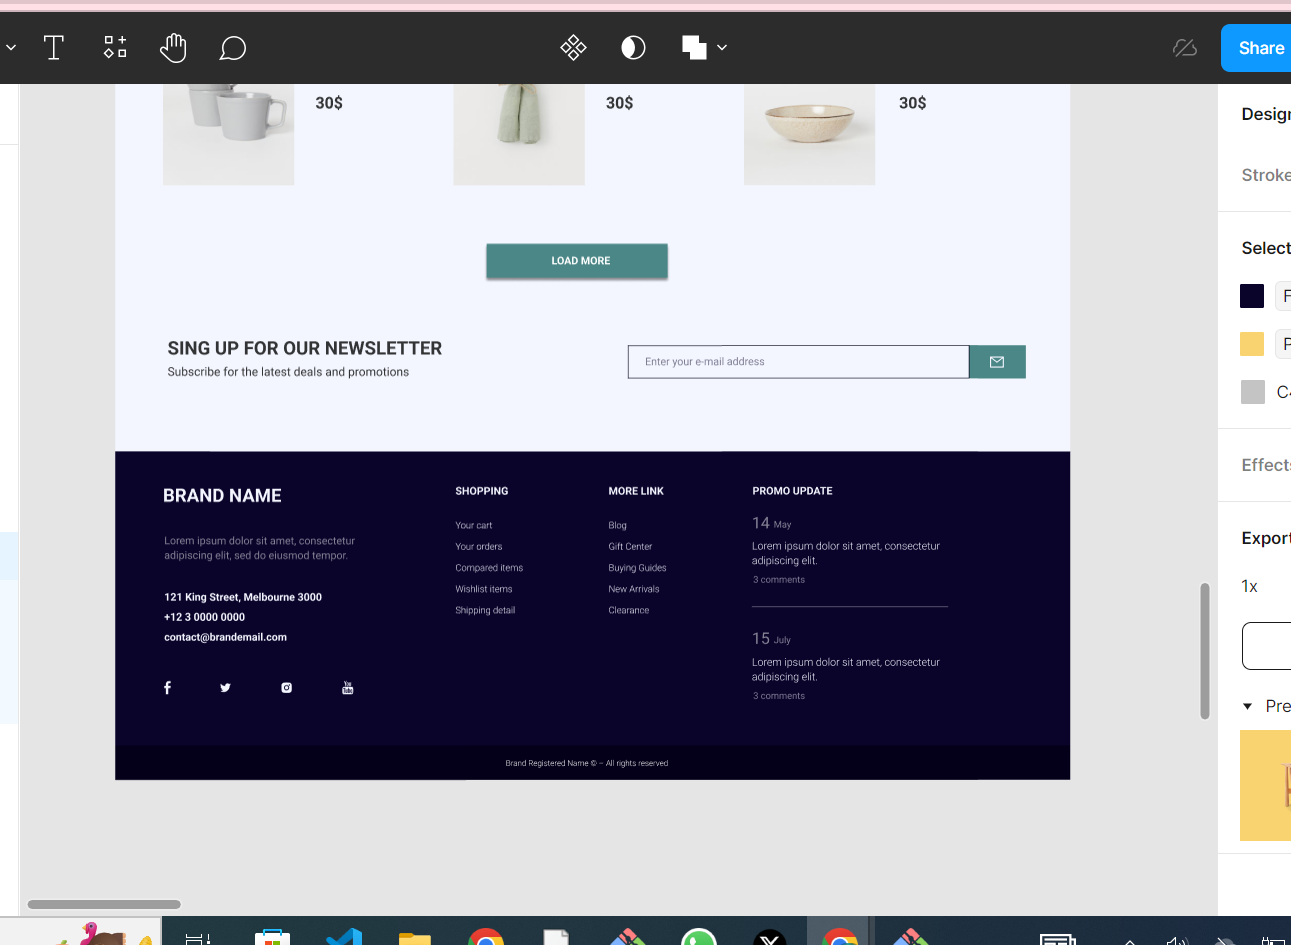 Share
30$
30$
30$
Stroke
LOAD MORE
SING UP FOR OUR NEWSLETTER
Subscribe for the latest deals and promotions
Enter your e-mail address
BRAND NAME
Lorem ipsum dolor sit amet, consectetur
adipiscing elit, sed do eiusmod tempor.
121 King Street, Melbourne 3000
+12 3 0000 0000
contact@brandemail.com
SHOPPING
Your cart
Your orders
Compared items
Wishlist items
Shipping detail
MORE LINK
Blog
Gift Center
Buying Guides
New Arrivals
Clearance
PROMO UPDATE
14 May
Lorem ipsum dolor sit amet, consectetur
adipiscing elit.
3 comments
15 July
Lorem ipsum dolor sit amet, consectetur
adipiscing elit.
3 comments
You
Tube
Brand Registered Name © – All rights reserved
Design
Select
Effects
Export
1x
Pre